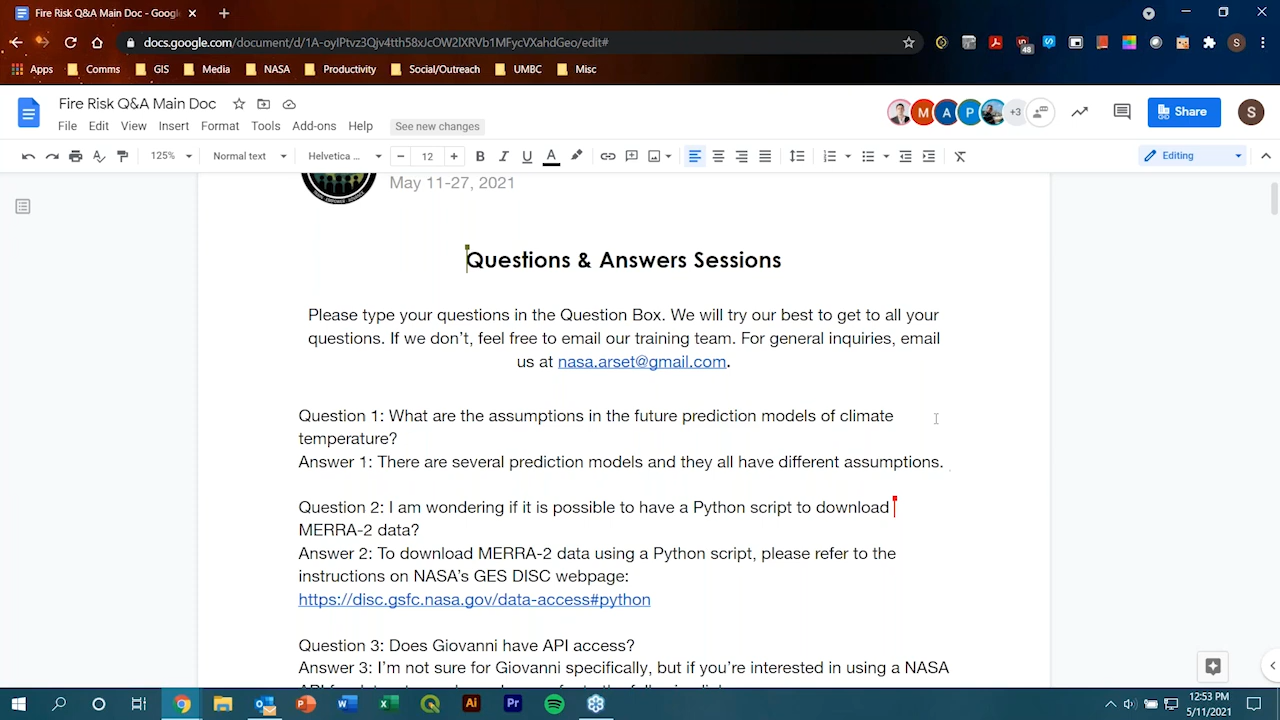 Fire Risk Q&A Main Doc - Google
docs.google.com/document/d/1A-oyIPtvz3Qjv4tth58xJcOW2lXRVb1MFycVXahdGeo/edit#
48
S
Apps Comms GIS Media NASA Productivity Social/Outreach UMBC Misc
Fire Risk Q&A Main Doc
M A P +3 Share S
File Edit View Insert Format Tools Add-ons Help See new changes
125% Normal text Helvetica ... 12 B I U A Editing
May 11-27, 2021
Questions & Answers Sessions
Please type your questions in the Question Box. We will try our best to get to all your
questions. If we don't, feel free to email our training team. For general inquiries, email
us at nasa.arset@gmail.com.
Question 1: What are the assumptions in the future prediction models of climate
temperature?
Answer 1: There are several prediction models and they all have different assumptions.
Question 2: I am wondering if it is possible to have a Python script to download
MERRA-2 data?
Answer 2: To download MERRA-2 data using a Python script, please refer to the
instructions on NASA's GES DISC webpage:
https://disc.gsfc.nasa.gov/data-access#python
Question 3: Does Giovanni have API access?
Answer 3: I'm not sure for Giovanni specifically, but if you're interested in using a NASA
12:53 PM
5/11/2021